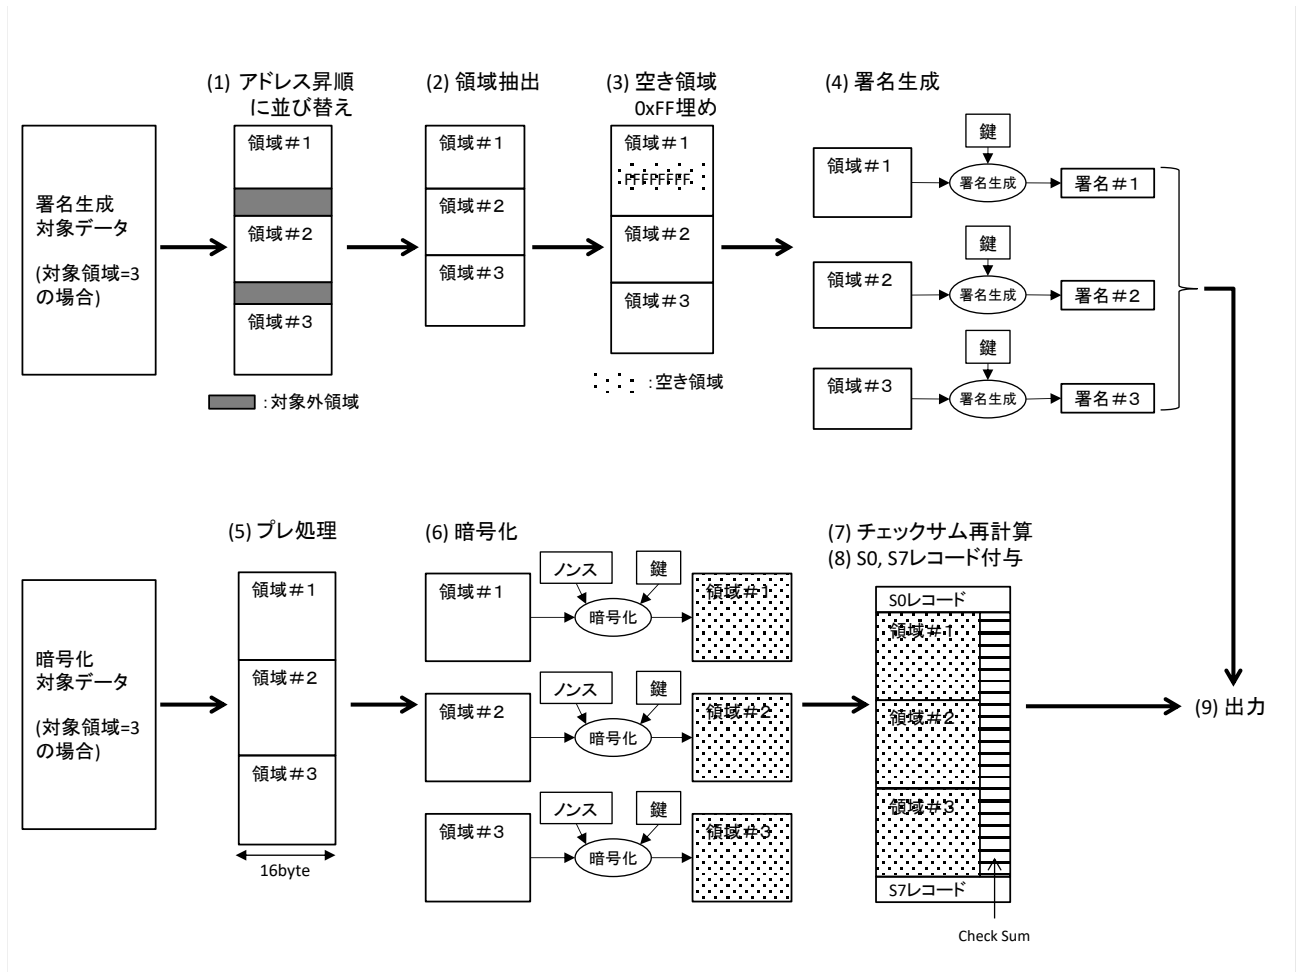 (1) アドレス昇順
に並び替え
(2) 領域抽出
(3) 空き領域
0xFF埋め
(4) 署名生成
署名生成
対象データ
(対象領域=3
の場合)
領域＃1
領域＃2
領域＃3
：対象外領域
領域＃1
領域＃2
領域＃3
領域＃1
FFFFFFFF
領域＃2
領域＃3
：空き領域
領域＃1
鍵
署名生成
署名＃1
領域＃2
鍵
署名生成
署名＃2
領域＃3
鍵
署名生成
署名＃3
(5) プレ処理
(6) 暗号化
(7) チェックサム再計算
(8) S0, S7レコード付与
暗号化
対象データ
(対象領域=3
の場合)
領域＃1
領域＃2
領域＃3
16byte
領域＃1
ノンス
鍵
暗号化
領域＃1
領域＃2
ノンス
鍵
暗号化
領域＃2
領域＃3
ノンス
鍵
暗号化
領域＃3
S0レコード
領域＃1
領域＃2
領域＃3
S7レコード
Check Sum
(9) 出力